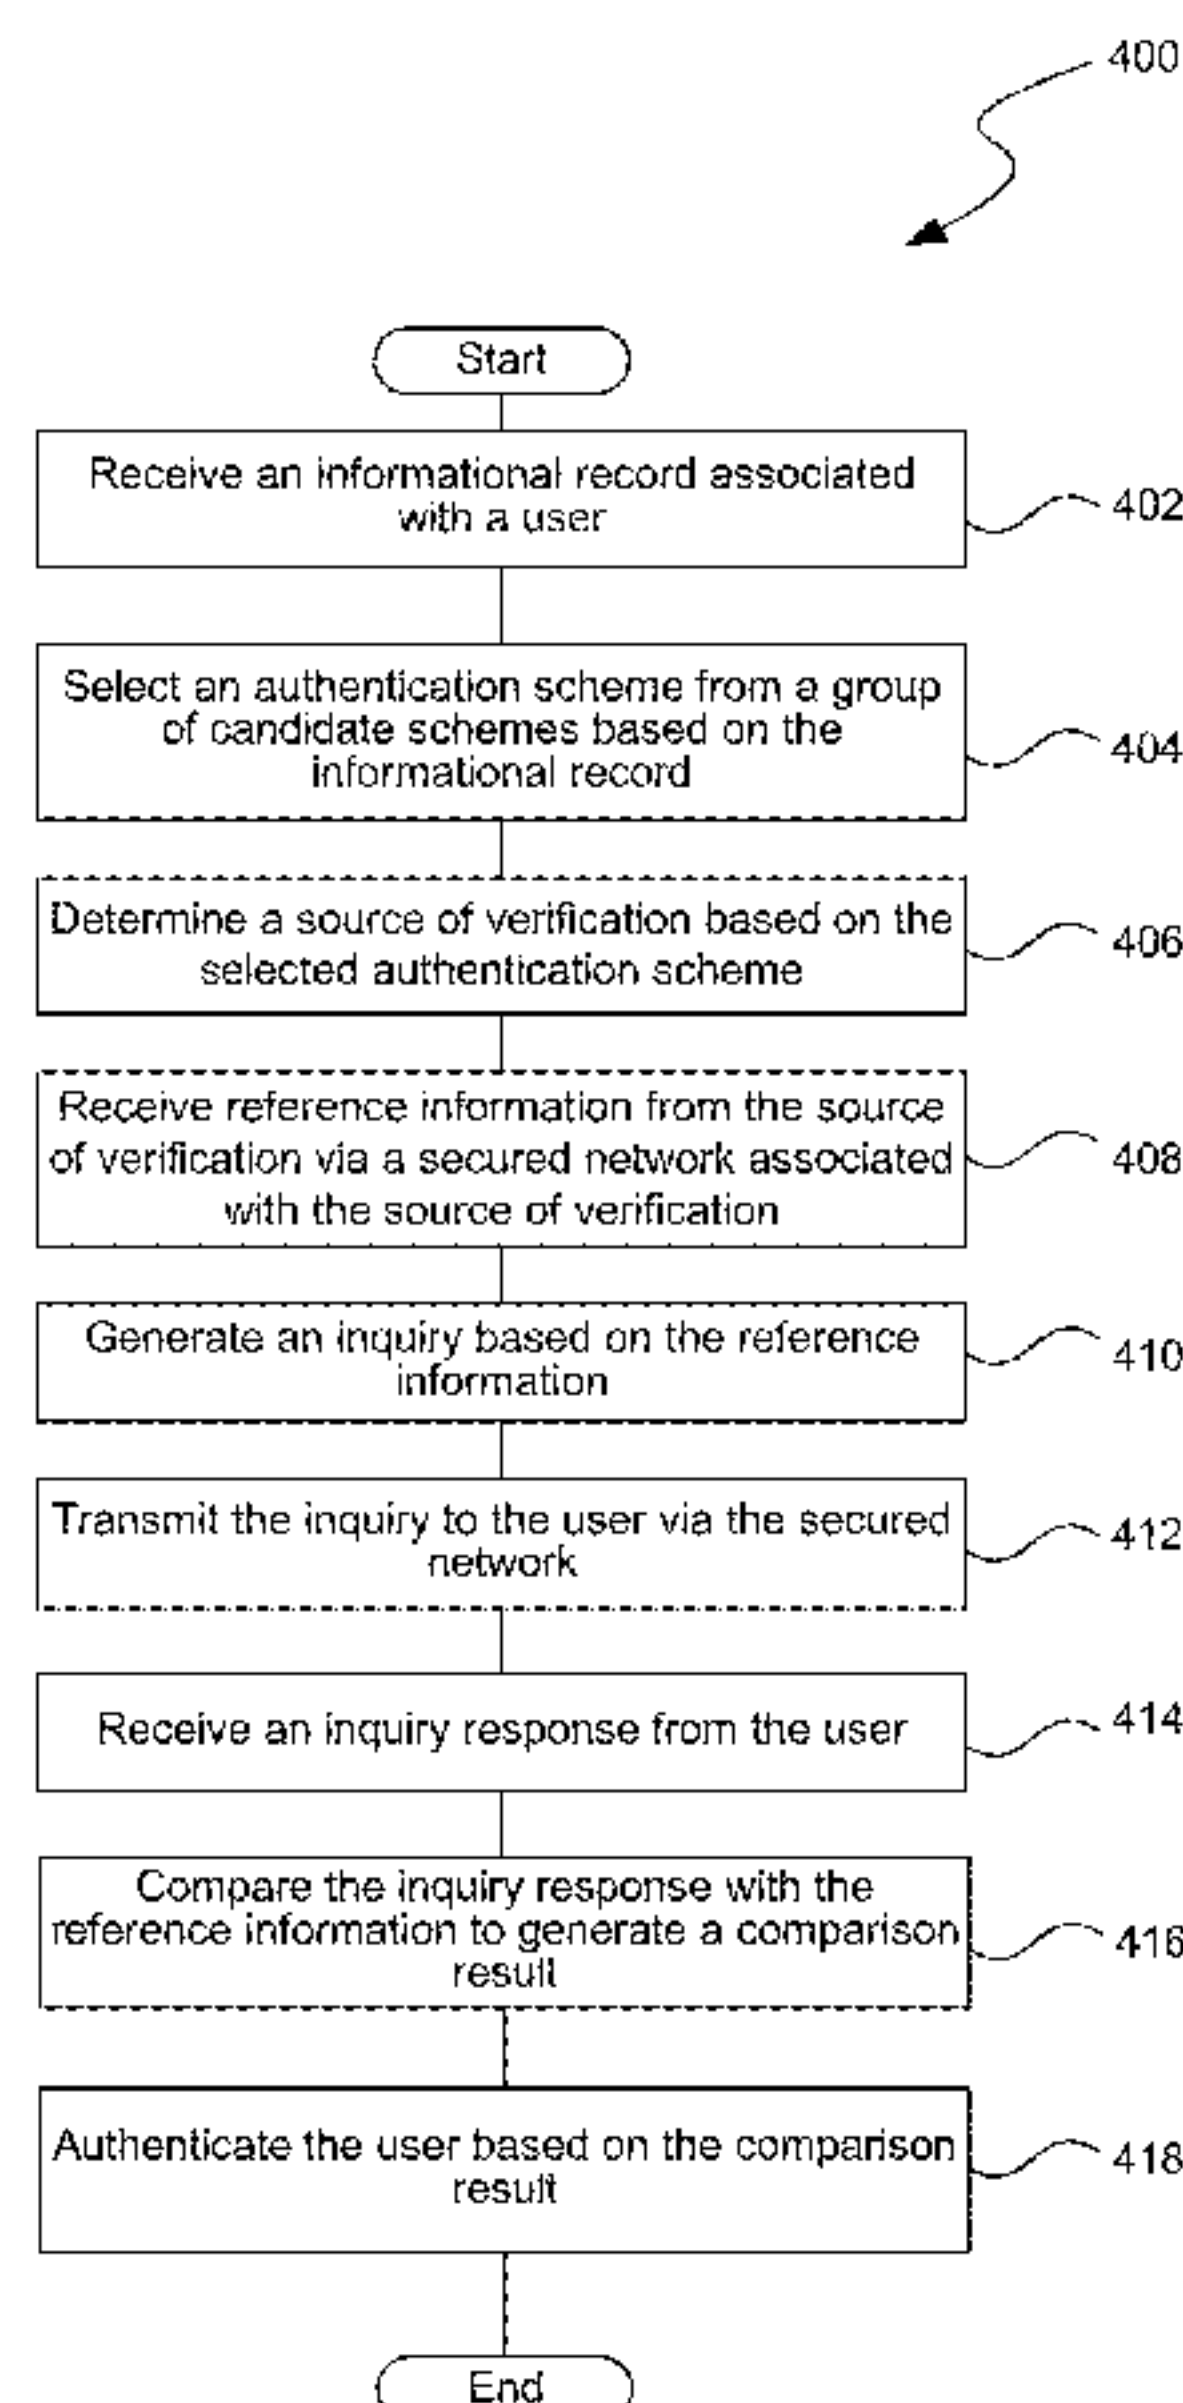 400
Start
Receive an informational record associated
with a user
402
Select an authentication scheme from a group
of candidate schemes based on the
informational record
404
Determine a source of verification based on the
selected authentication scheme
406
Receive reference information from the source
of verification via a secured network associated
with the source of verification
408
Generate an inquiry based on the reference
information
410
Transmit the inquiry to the user via the secured
network
412
Receive an inquiry response from the user
414
Compare the inquiry response with the
reference information to generate a comparison
result
416
Authenticate the user based on the comparison
result
418
End